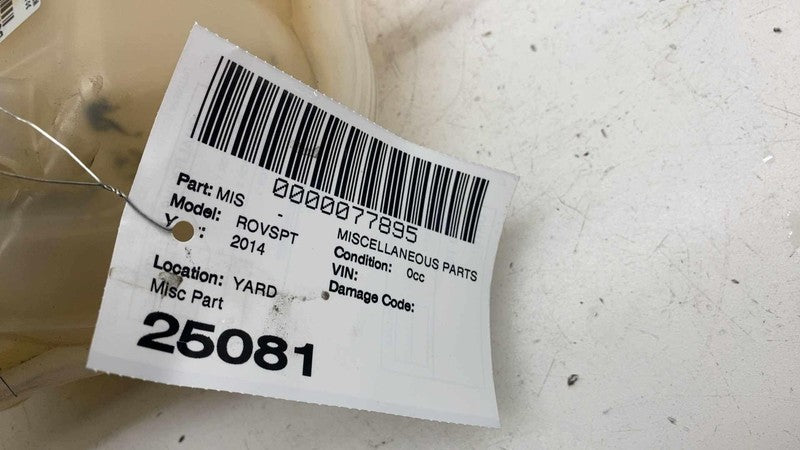 0000077895
Part: MIS -
MISCELLANEOUS PARTS
Model: ROVSPT
Condition: 0cc
2014
VIN:
Location: YARD
Damage Code:
Misc Part
25081